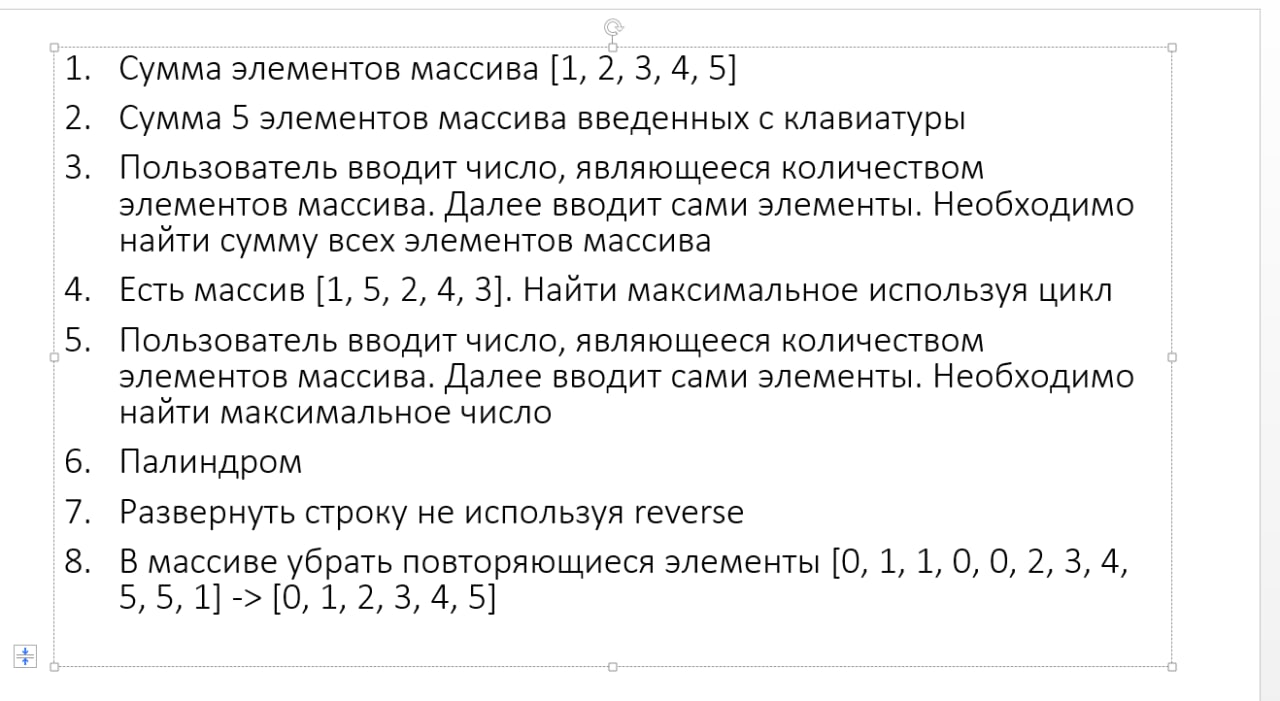 1. Сумма элементов массива [1, 2, 3, 4, 5]
2. Сумма 5 элементов массива введенных с клавиатуры
3. Пользователь вводит число, являющееся количеством
элементов массива. Далее вводит сами элементы. Необходимо
найти сумму всех элементов массива
4. Есть массив [1, 5, 2, 4, 3]. Найти максимальное используя цикл
5. Пользователь вводит число, являющееся количеством
элементов массива. Далее вводит сами элементы. Необходимо
найти максимальное число
6. Палиндром
7. Развернуть строку не используя reverse
8. В массиве убрать повторяющиеся элементы [0, 1, 1, 0, 0, 2, 3, 4,
5, 5, 1] -> [0, 1, 2, 3, 4, 5]